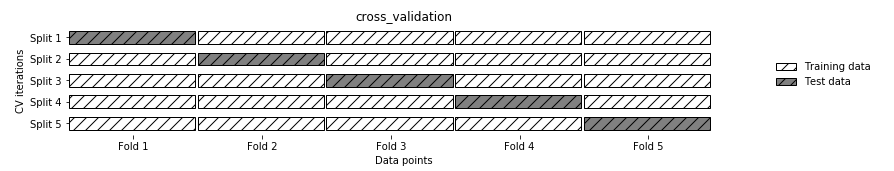 cross_validation
Split 1
Split 2
Split 3
Split 4
Split 5
CV iterations
Fold 1 Fold 2 Fold 3 Fold 4 Fold 5
Data points
Training data
Test data